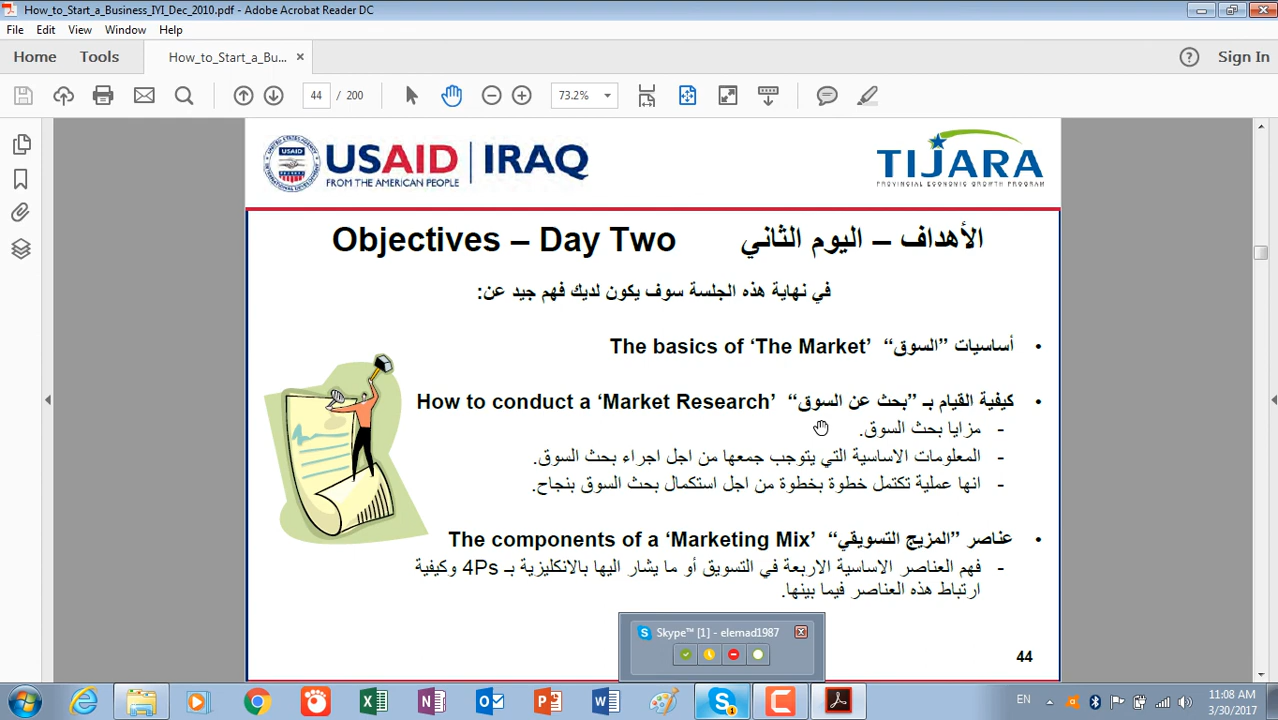 How_to_Start_a_Business_IYI_Dec_2010.pdf - Adobe Acrobat Reader DC
File Edit View Window Help
Home Tools How_to_Start_a_Bu... × Sign In
44 / 200 73.2%
USAID | IRAQ
FROM THE AMERICAN PEOPLE
TIJARA
PROVINCIAL ECONOMIC GROWTH PROGRAM
Objectives – Day Two الأهداف – اليوم الثاني
في نهاية هذه الجلسة سوف يكون لديك فهم جيد عن:
• أساسيات ”السوق“ The basics of ‘The Market’
• كيفية القيام بـ ”بحث عن السوق“ How to conduct a ‘Market Research’
- مزايا بحث السوق.
- المعلومات الاساسية التي يتوجب جمعها من اجل اجراء بحث السوق.
- انها عملية تكتمل خطوة بخطوة من اجل استكمال بحث السوق بنجاح.
• عناصر ”المزيج التسويقي“ The components of a ‘Marketing Mix’
- فهم العناصر الاساسية الاربعة في التسويق أو ما يشار اليها بالانكليزية بـ 4Ps وكيفية
ارتباط هذه العناصر فيما بينها.
Skype™ [1] - elemad1987
44
EN 11:08 AM
3/30/2017